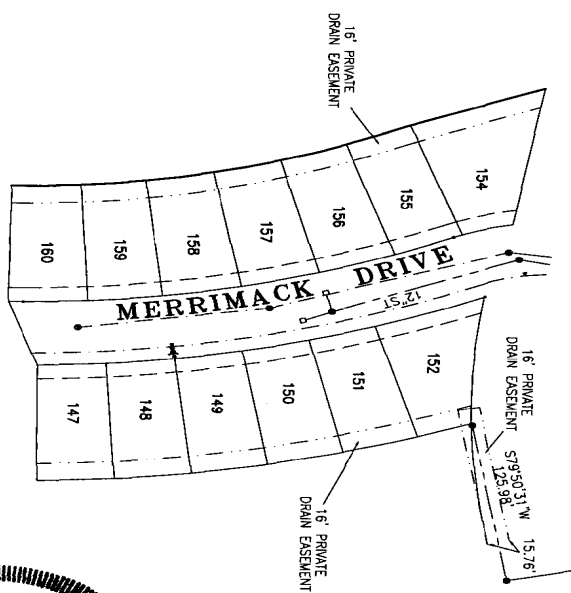 16' PRIVATE
DRAIN EASEMENT
154
155
156
157
158
159
160
MERRIMACK DRIVE
12"ST
16' PRIVATE
DRAIN EASEMENT
S79°50'31"W
125.98'
15.76'
152
151
150
149
148
147
16' PRIVATE
DRAIN EASEMENT